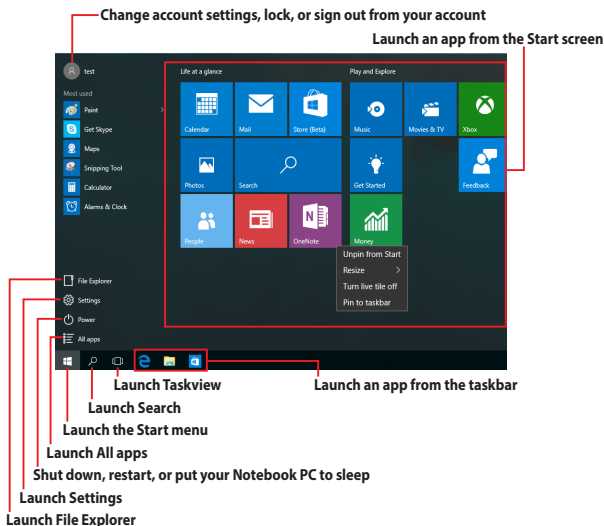 Change account settings, lock, or sign out from your account
Launch an app from the Start screen
test
Most used
Paint
Get Skype
Maps
Snipping Tool
Calculator
Alarms & Clock
File Explorer
Settings
Power
All apps
Life at a glance
Play and Explore
Calendar
Mail
Store (Beta)
Music
Movies & TV
Xbox
Photos
Search
Get Started
Feedback
People
News
OneNote
Money
Unpin from Start
Resize
Turn live tile off
Pin to taskbar
Launch Taskview
Launch an app from the taskbar
Launch Search
Launch the Start menu
Launch All apps
Shut down, restart, or put your Notebook PC to sleep
Launch Settings
Launch File Explorer